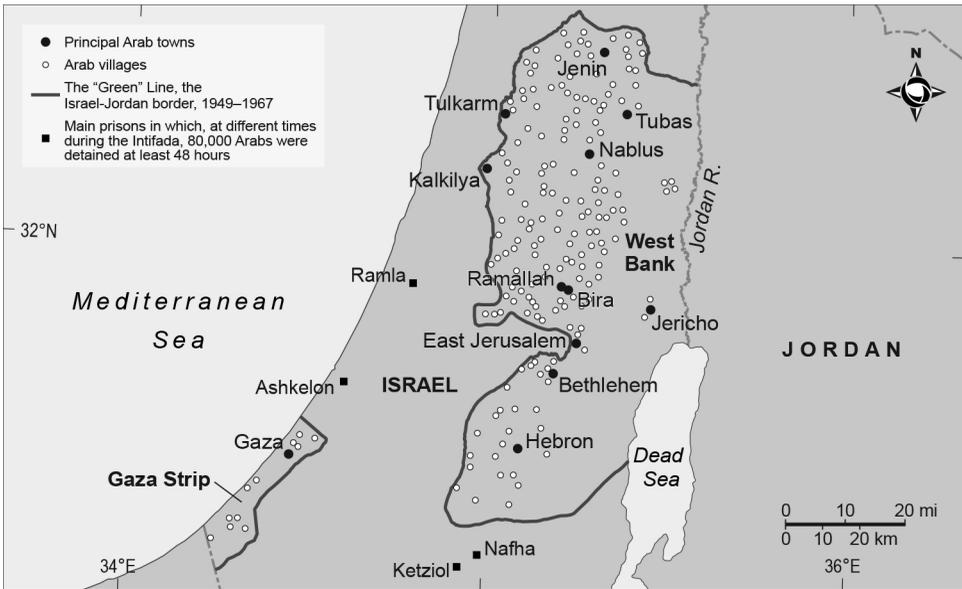 Principal Arab towns
Arab villages
The “Green” Line, the
Israel-Jordan border, 1949–1967
Main prisons in which, at different times
during the Intifada, 80,000 Arabs were
detained at least 48 hours
N
Jenin
Tulkarm
Tubas
Nablus
Kalkilya
Jordan R.
32°N
West
Bank
Ramla
Ramallah
Bira
Mediterranean
Sea
Jericho
East Jerusalem
JORDAN
Ashkelon
ISRAEL
Bethlehem
Gaza
Hebron
Dead
Sea
Gaza Strip
0 10 20 mi
0 10 20 km
Nafha
Ketziol
34°E
36°E